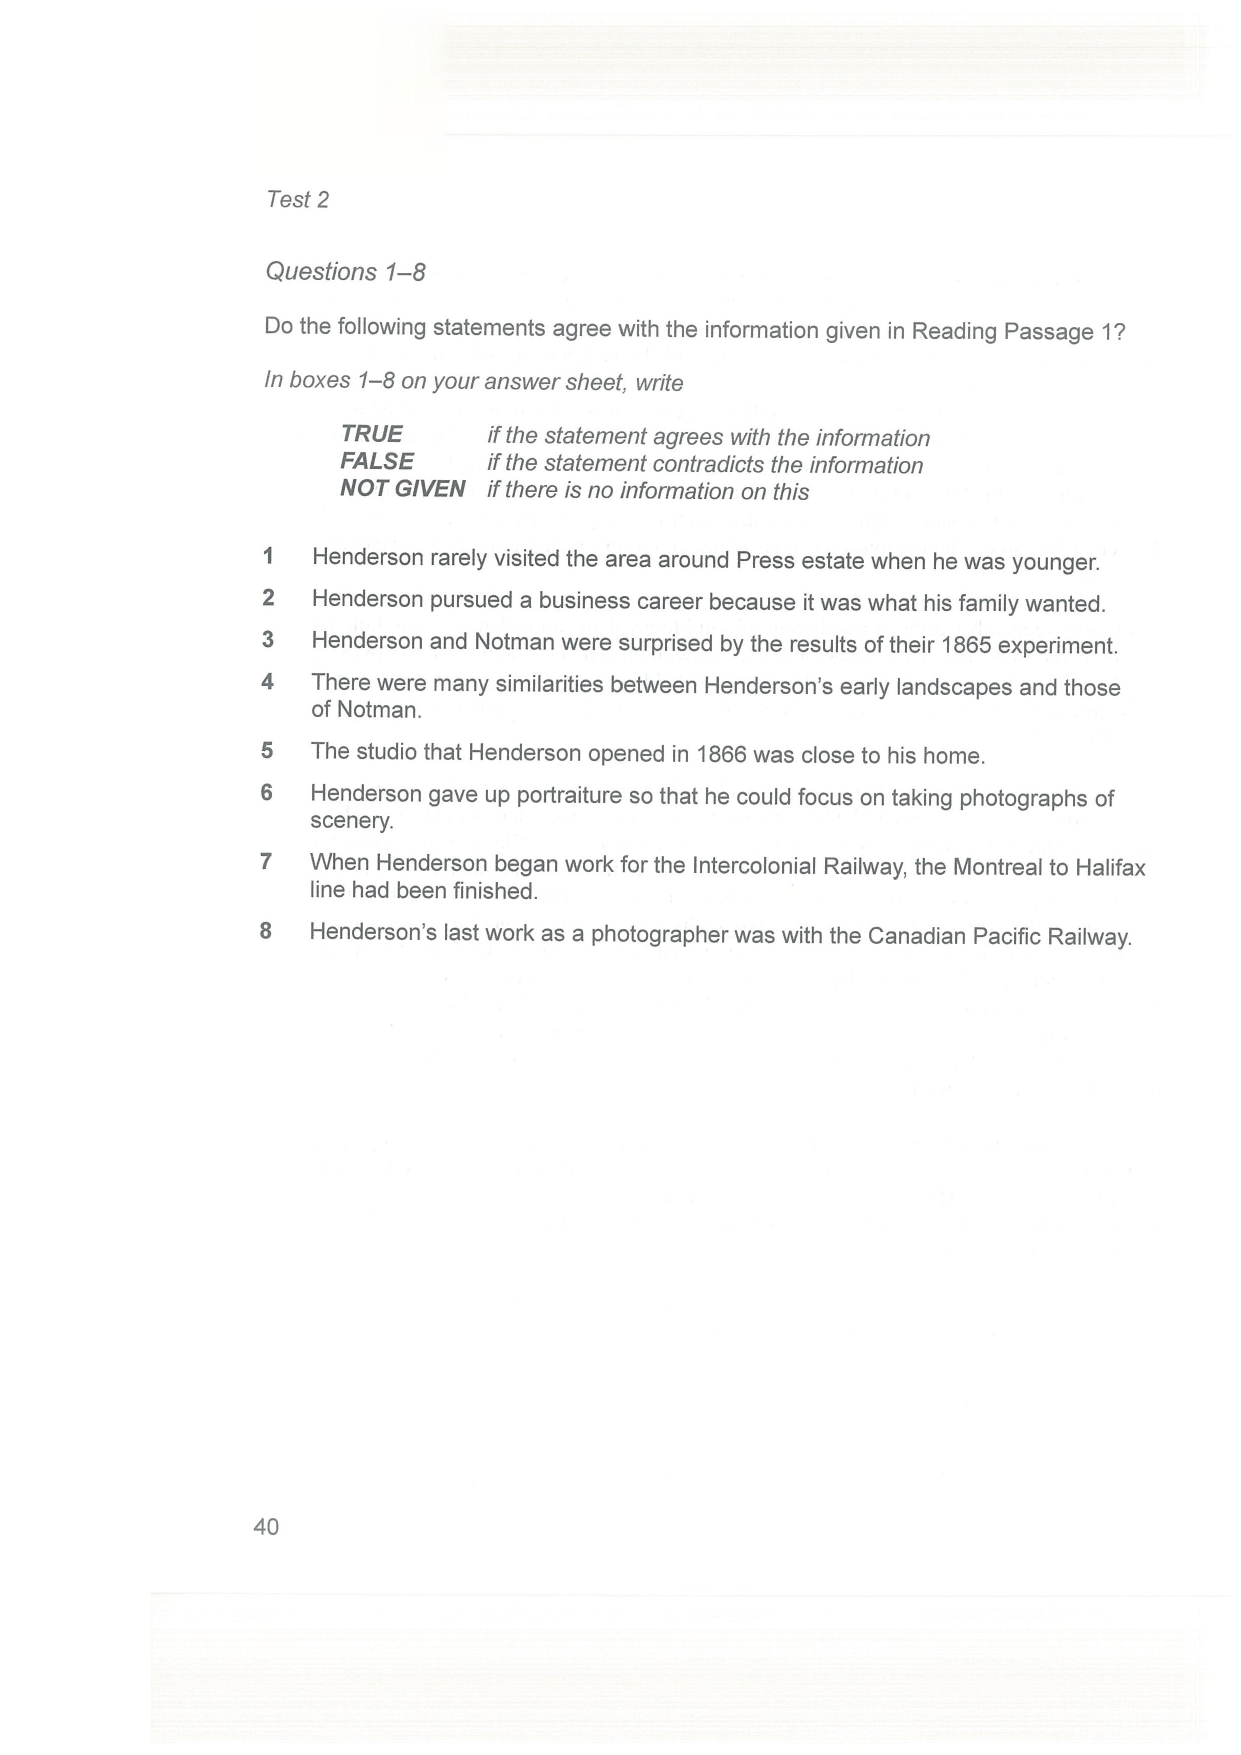 Test 2
Questions 1–8
Do the following statements agree with the information given in Reading Passage 1?
In boxes 1–8 on your answer sheet, write
TRUE if the statement agrees with the information
FALSE if the statement contradicts the information
NOT GIVEN if there is no information on this
1 Henderson rarely visited the area around Press estate when he was younger.
2 Henderson pursued a business career because it was what his family wanted.
3 Henderson and Notman were surprised by the results of their 1865 experiment.
4 There were many similarities between Henderson's early landscapes and those
of Notman.
5 The studio that Henderson opened in 1866 was close to his home.
6 Henderson gave up portraiture so that he could focus on taking photographs of
scenery.
7 When Henderson began work for the Intercolonial Railway, the Montreal to Halifax
line had been finished.
8 Henderson's last work as a photographer was with the Canadian Pacific Railway.
40